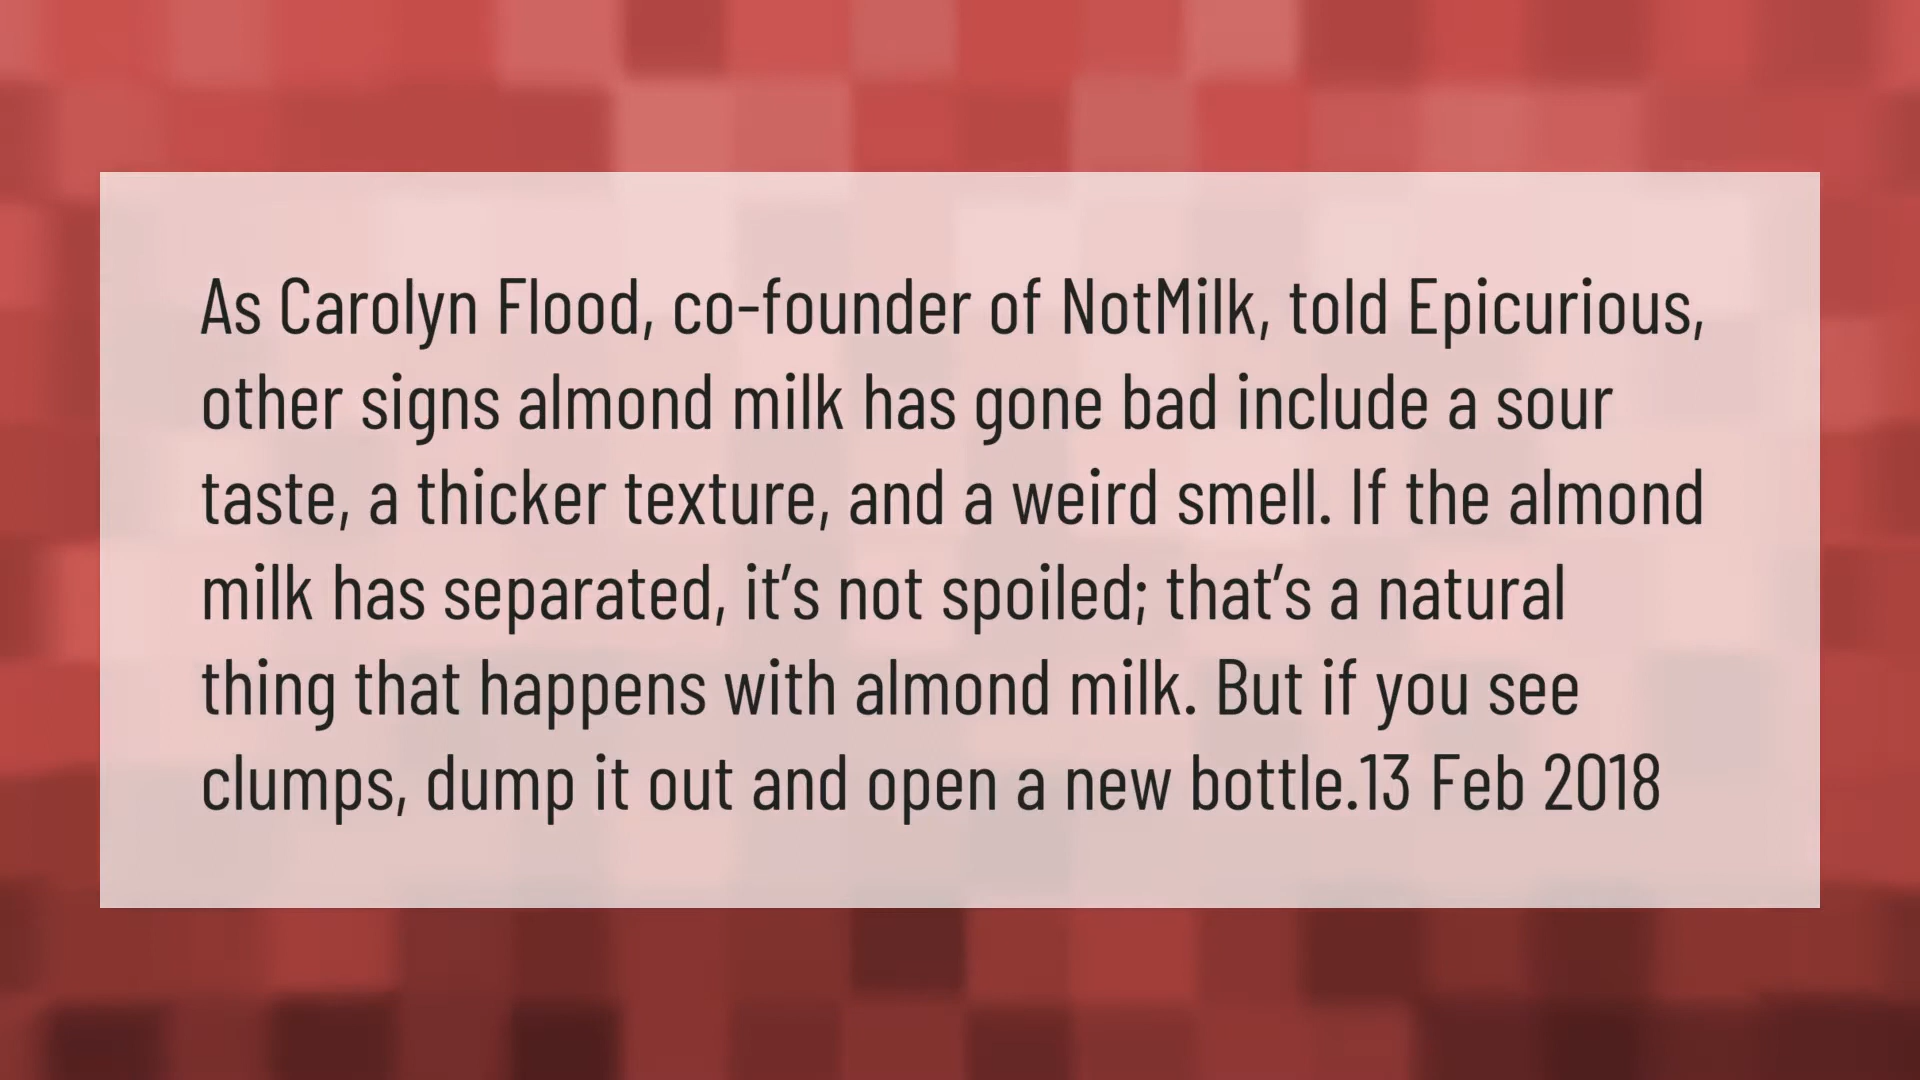 As Carolyn Flood, co-founder of NotMilk, told Epicurious,
other signs almond milk has gone bad include a sour
taste, a thicker texture, and a weird smell. If the almond
milk has separated, it’s not spoiled; that’s a natural
thing that happens with almond milk. But if you see
clumps, dump it out and open a new bottle.13 Feb 2018